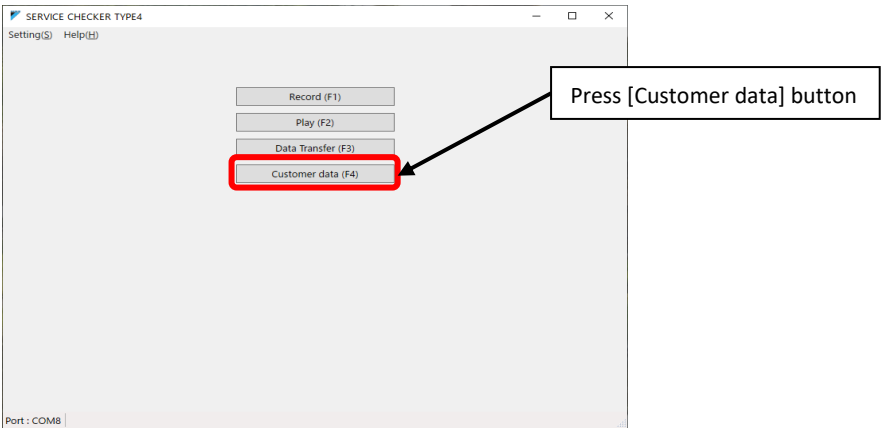 SERVICE CHECKER TYPE4
Setting(S) Help(H)
Record (F1)
Play (F2)
Data Transfer (F3)
Customer data (F4)
Press [Customer data] button
Port : COM8